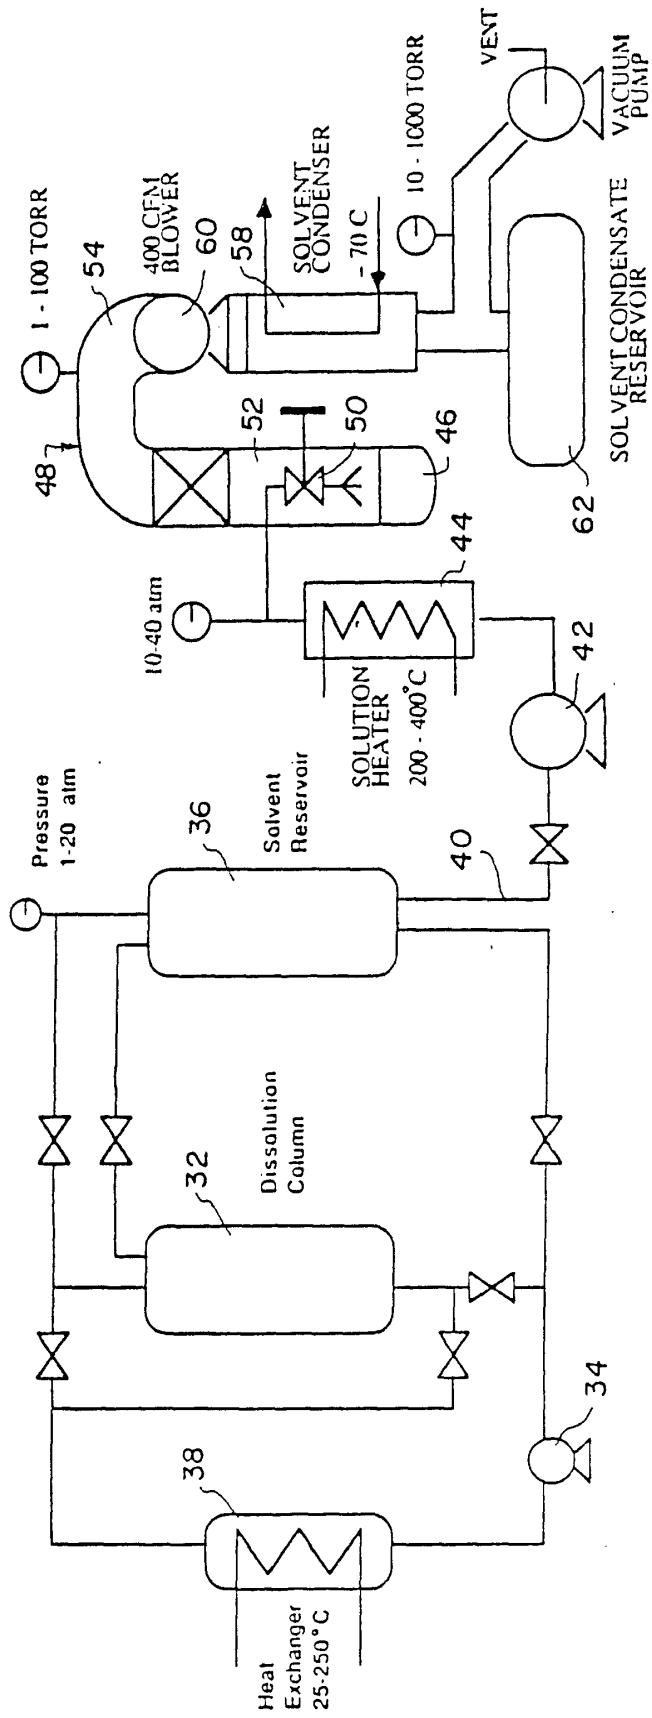 Heat
Exchanger
25-250°C
38
34
32
Dissolution
Column
Pressure
1-20 atm
36
Solvent
Reservoir
40
42
SOLUTION
HEATER
200 - 400°C
44
10-40 atm
48
1 - 100 TORR
54
52
50
46
400 CFM
BLOWER
60
58
SOLVENT
CONDENSER
- 70 C
10 - 1000 TORR
62
SOLVENT CONDENSATE
RESERVOIR
VENT
VACUUM
PUMP